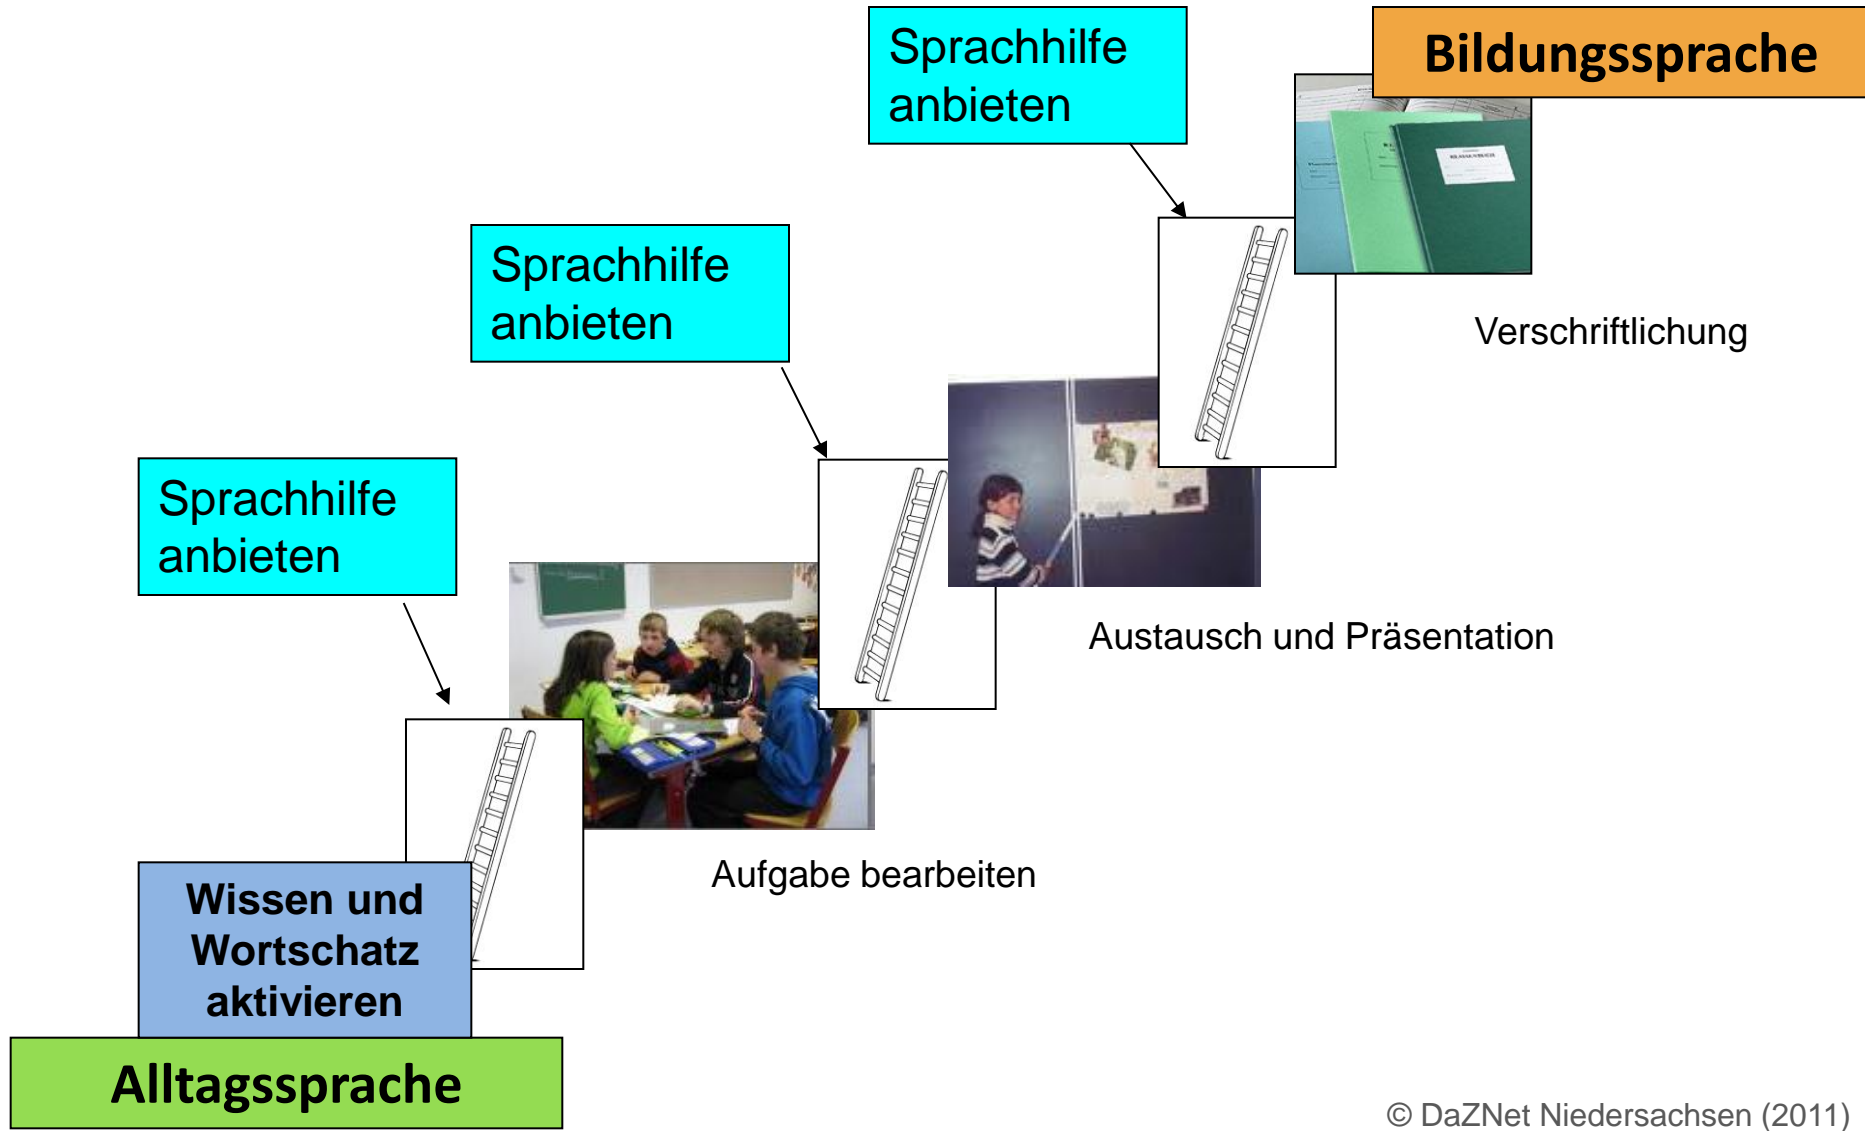 Sprachhilfe
anbieten
Bildungssprache
KLASSENBUCH
Sprachhilfe
anbieten
Verschriftlichung
Sprachhilfe
anbieten
Austausch und Präsentation
Aufgabe bearbeiten
Wissen und
Wortschatz
aktivieren
Alltagssprache
© DaZNet Niedersachsen (2011)